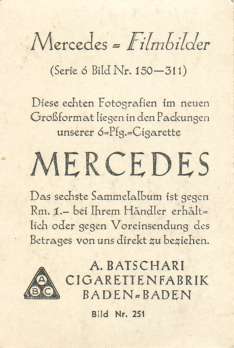 Mercedes = Filmbilder
(Serie 6 Bild Nr. 150—311)
Diese echten Fotografien im neuen
Großformat liegen in den Packungen
unserer 6=Pfg.=Cigarette
MERCEDES
Das sechste Sammelalbum ist gegen
Rm. 1.— bei Ihrem Händler erhält=
lich oder gegen Voreinsendung des
Betrages von uns direkt zu beziehen.
A. BATSCHARI
CIGARETTENFABRIK
BADEN=BADEN
A
B C
Bild Nr. 251